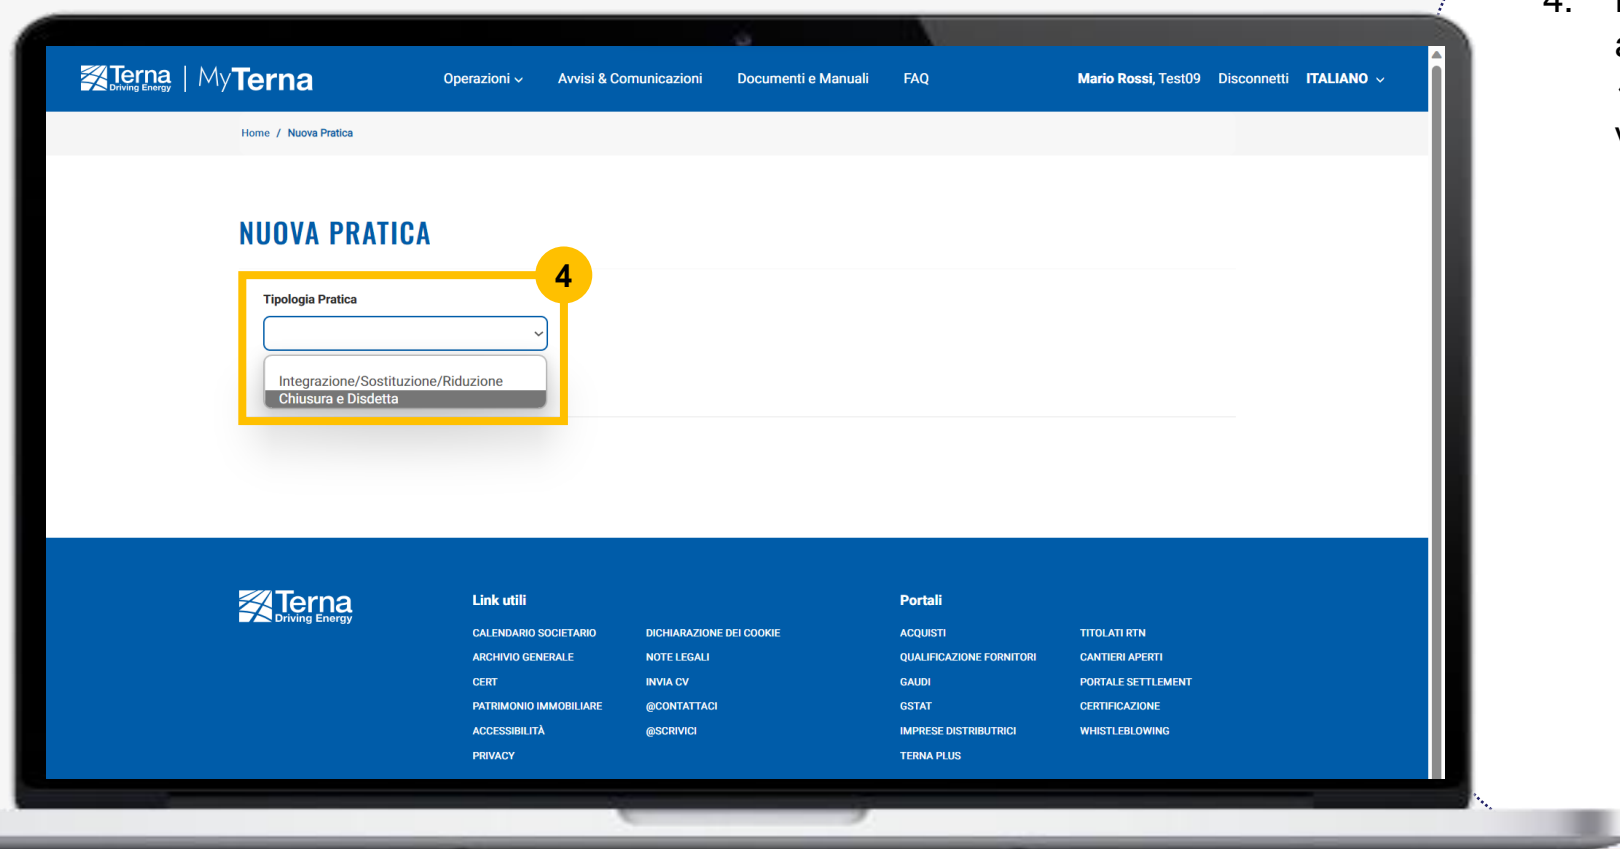 4.
Terna
Driving Energy
MyTerna
Operazioni
Avvisi & Comunicazioni
Documenti e Manuali
FAQ
Mario Rossi, Test09
Disconnetti
ITALIANO
Home / Nuova Pratica
NUOVA PRATICA
4
Tipologia Pratica
Integrazione/Sostituzione/Riduzione
Chiusura e Disdetta
Terna
Driving Energy
Link utili
CALENDARIO SOCIETARIO
ARCHIVIO GENERALE
CERT
PATRIMONIO IMMOBILIARE
ACCESSIBILITÀ
PRIVACY
DICHIARAZIONE DEI COOKIE
NOTE LEGALI
INVIA CV
@CONTATTACI
@SCRIVICI
Portali
ACQUISTI
QUALIFICAZIONE FORNITORI
GAUDI
GSTAT
IMPRESE DISTRIBUTRICI
TERNA PLUS
TITOLATI RTN
CANTIERI APERTI
PORTALE SETTLEMENT
CERTIFICAZIONE
WHISTLEBLOWING